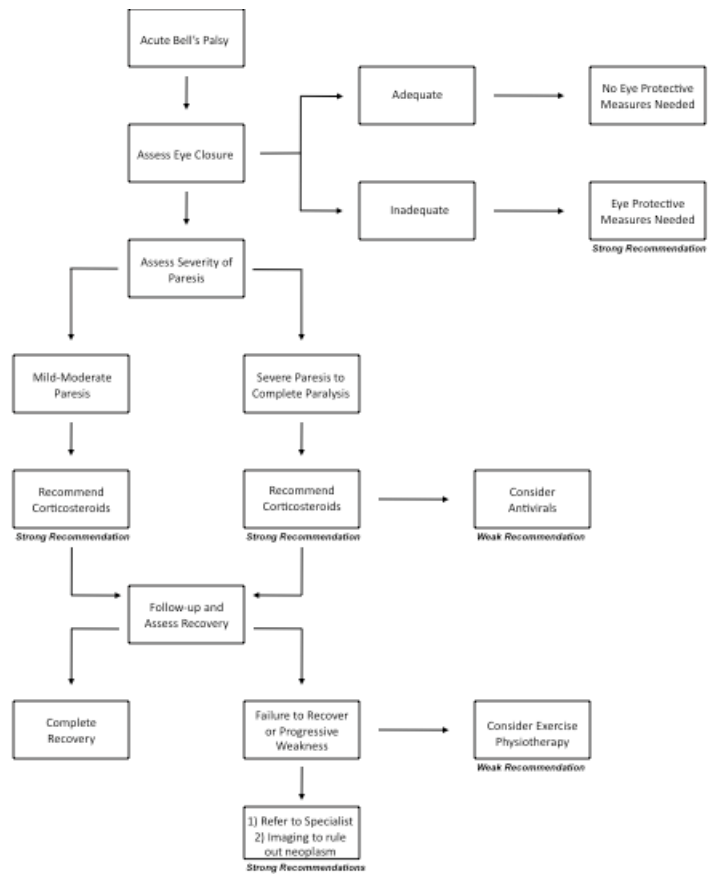 Acute Bell's Palsy
Adequate
No Eye Protective
Measures Needed
Assess Eye Closure
Inadequate
Eye Protective
Measures Needed
Strong Recommendation
Assess Severity of
Paresis
Mild-Moderate
Paresis
Severe Paresis to
Complete Paralysis
Recommend
Corticosteroids
Strong Recommendation
Recommend
Corticosteroids
Strong Recommendation
Consider
Antivirals
Weak Recommendation
Follow-up and
Assess Recovery
Complete
Recovery
Failure to Recover
or Progressive
Weakness
Consider Exercise
Physiotherapy
Weak Recommendation
1) Refer to Specialist
2) Imaging to rule
out neoplasm
Strong Recommendations